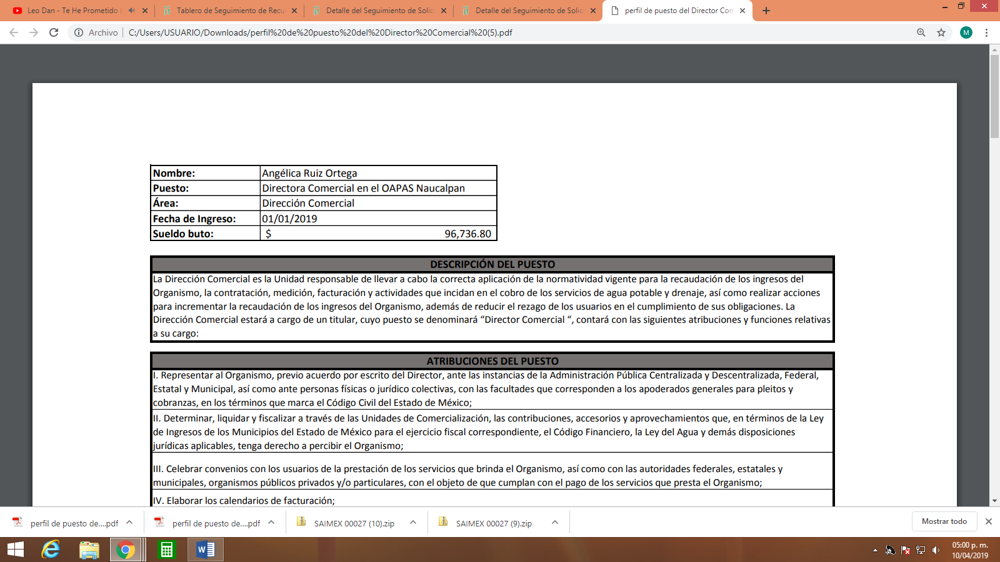 Leo Dan - Te He Prometido
Tablero de Seguimiento de Recu
Detalle del Seguimiento de Solici
Detalle del Seguimiento de Solici
perfil de puesto del Director Com
Archivo
C:/Users/USUARIO/Downloads/perfil%20de%20puesto%20del%20Director%20Comercial%20(5).pdf
M
Nombre: Angélica Ruiz Ortega
Puesto: Directora Comercial en el OAPAS Naucalpan
Área: Dirección Comercial
Fecha de Ingreso: 01/01/2019
Sueldo buto: $ 96,736.80
DESCRIPCIÓN DEL PUESTO
La Dirección Comercial es la Unidad responsable de llevar a cabo la correcta aplicación de la normatividad vigente para la recaudación de los ingresos del
Organismo, la contratación, medición, facturación y actividades que incidan en el cobro de los servicios de agua potable y drenaje, así como realizar acciones
para incrementar la recaudación de los ingresos del Organismo, además de reducir el rezago de los usuarios en el cumplimiento de sus obligaciones. La
Dirección Comercial estará a cargo de un titular, cuyo puesto se denominará “Director Comercial “, contará con las siguientes atribuciones y funciones relativas
a su cargo:
ATRIBUCIONES DEL PUESTO
I. Representar al Organismo, previo acuerdo por escrito del Director, ante las instancias de la Administración Pública Centralizada y Descentralizada, Federal,
Estatal y Municipal, así como ante personas físicas o jurídico colectivas, con las facultades que corresponden a los apoderados generales para pleitos y
cobranzas, en los términos que marca el Código Civil del Estado de México;
II. Determinar, liquidar y fiscalizar a través de las Unidades de Comercialización, las contribuciones, accesorios y aprovechamientos que, en términos de la Ley
de Ingresos de los Municipios del Estado de México para el ejercicio fiscal correspondiente, el Código Financiero, la Ley del Agua y demás disposiciones
jurídicas aplicables, tenga derecho a percibir el Organismo;
III. Celebrar convenios con los usuarios de la prestación de los servicios que brinda el Organismo, así como con las autoridades federales, estatales y
municipales, organismos públicos privados y/o particulares, con el objeto de que cumplan con el pago de los servicios que presta el Organismo;
IV. Elaborar los calendarios de facturación;
perfil de puesto de....pdf
perfil de puesto de....pdf
SAIMEX 00027 (10).zip
SAIMEX 00027 (9).zip
Mostrar todo
05:00 p. m.
10/04/2019